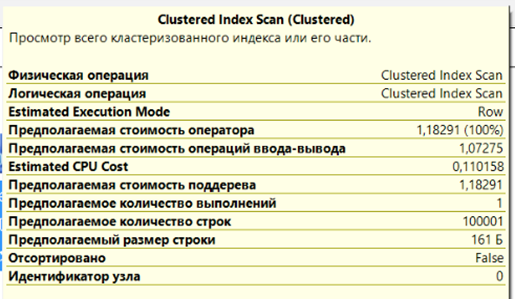 Clustered Index Scan (Clustered)
Просмотр всего кластеризованного индекса или его части.
Физическая операция Clustered Index Scan
Логическая операция Clustered Index Scan
Estimated Execution Mode Row
Предполагаемая стоимость оператора 1,18291 (100%)
Предполагаемая стоимость операций ввода-вывода 1,07275
Estimated CPU Cost 0,110158
Предполагаемая стоимость поддерева 1,18291
Предполагаемое количество выполнений 1
Предполагаемое количество строк 100001
Предполагаемый размер строки 161 Б
Отсортировано False
Идентификатор узла 0